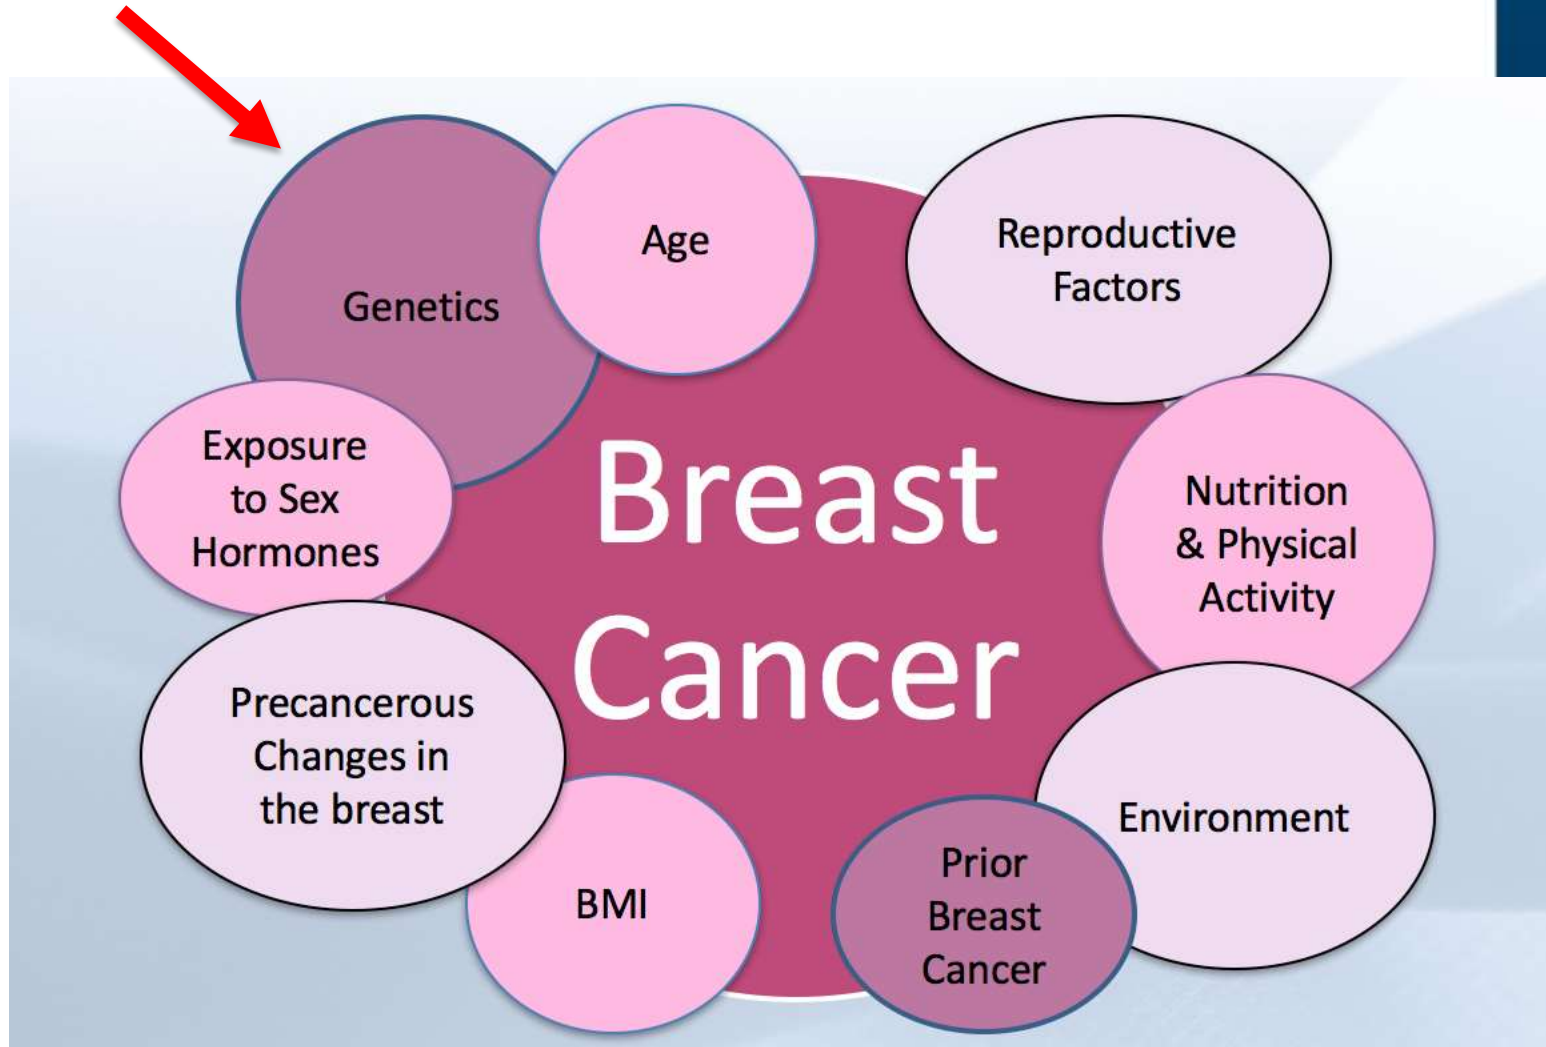 Genetics
Age
Reproductive
Factors
Exposure
to Sex
Hormones
Breast
Cancer
Nutrition
& Physical
Activity
Precancerous
Changes in
the breast
BMI
Prior
Breast
Cancer
Environment